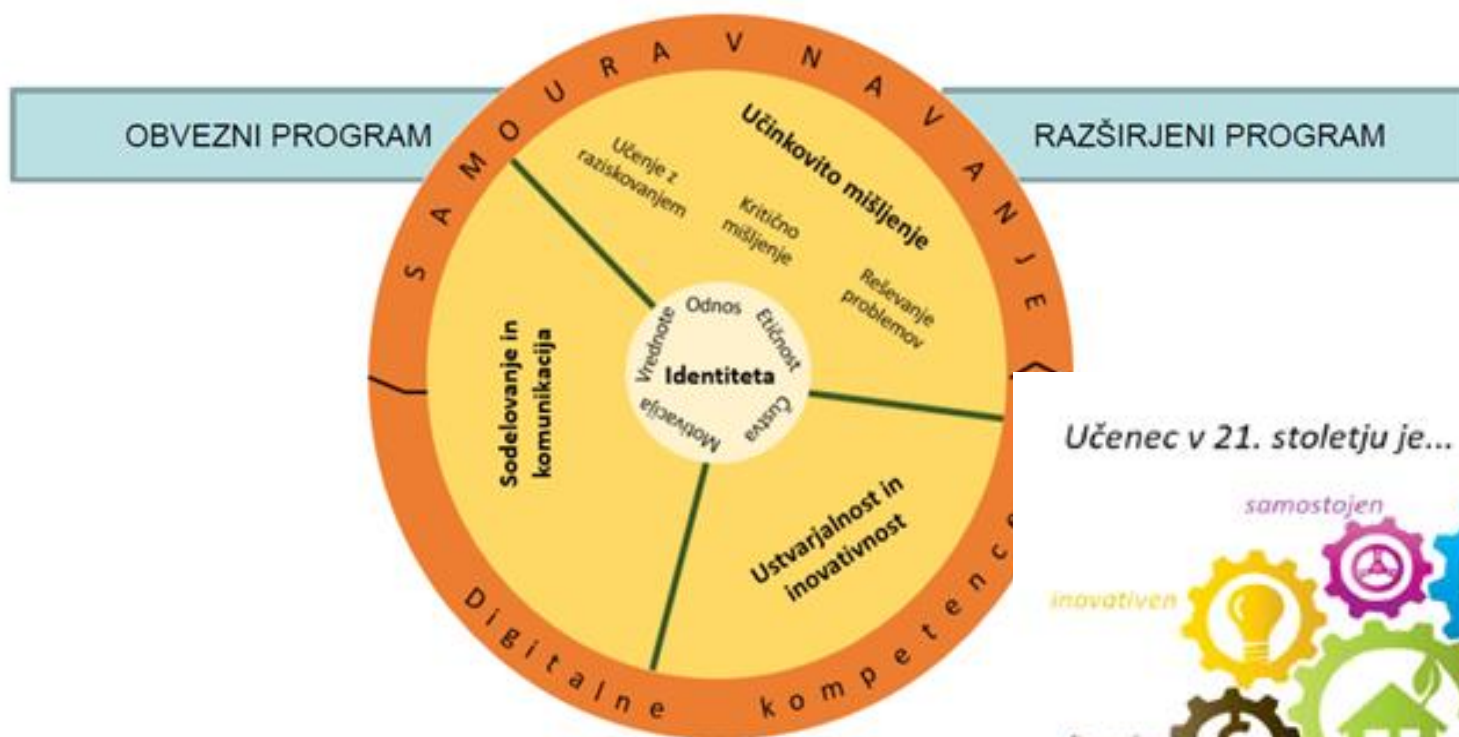 SAMOURAVNAVANJE
OBVEZNI PROGRAM
RAZŠIRJENI PROGRAM
Učinkovito mišljenje
Učenje z
raziskovanjem
Kritično
mišljenje
Reševanje
problemov
Sodelovanje in
komunikacija
Odnos
Etičnost
Vrednote
Identiteta
Motivacija
Čustva
Ustvarjalnost in
inovativnost
Digitalne kompetence
Učenec v 21. stoletju je...
samostojen
inovativen